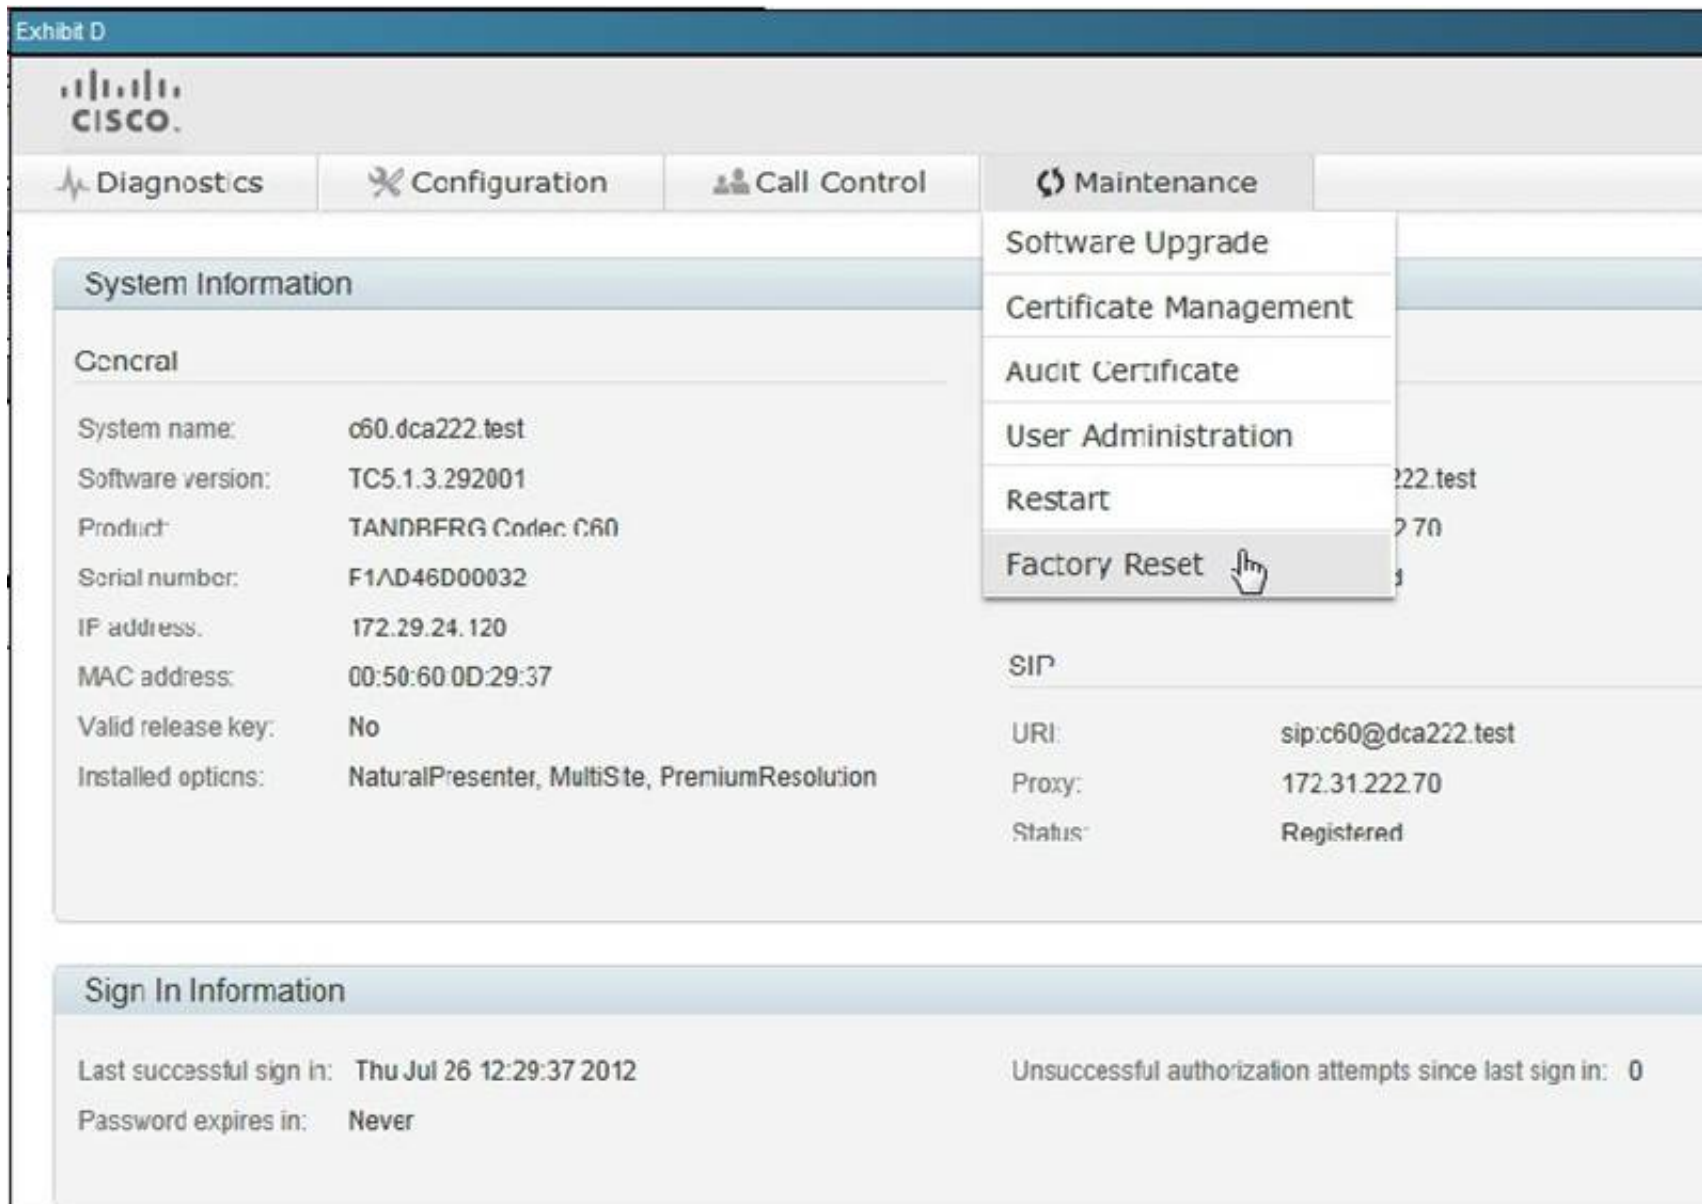 Exhibit D
CISCO.
Diagnostics
Configuration
Call Control
Maintenance
Software Upgrade
Certificate Management
Audit Certificate
User Administration
Restart
Factory Reset
System Information
General
System name: c60.dca222.test
Software version: TC5.1.3.292001
Product: TANDBERG Codec C60
Serial number: F1AD46D00032
IP address: 172.29.24.120
MAC address: 00:50:60:0D:29:37
Valid release key: No
Installed options: NaturalPresenter, MultiSite, PremiumResolution
222.test
2.70
SIP
URI: sip:c60@dca222.test
Proxy: 172.31.222.70
Status: Registered
Sign In Information
Last successful sign in: Thu Jul 26 12:29:37 2012
Password expires in: Never
Unsuccessful authorization attempts since last sign in: 0